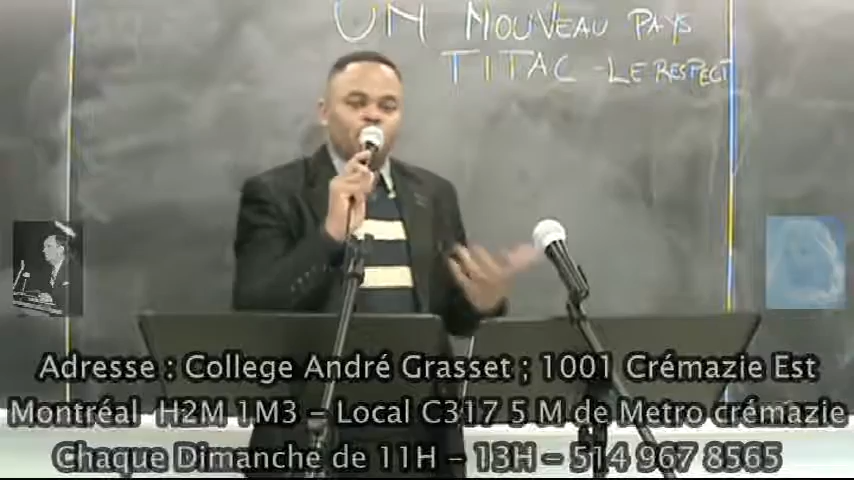 UN NOUVEAU PAYS
TITAC - LE RESPECT
Adresse : College André Grasset ; 1001 Crémazie Est
Montréal H2M 1M3 – Local C317 5 M de Metro crémazie
Chaque Dimanche de 11H – 13H – 514 967 8565